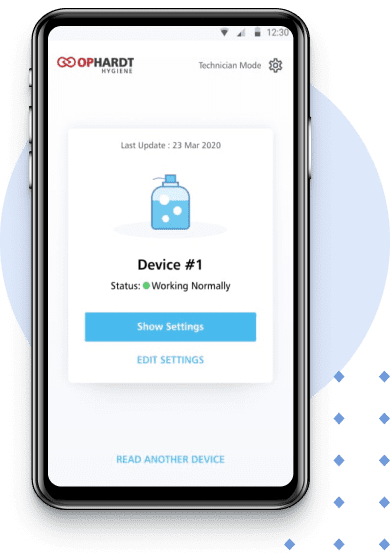 12:30
OPHARDT
HYGIENE
Technician Mode
Last Update : 23 Mar 2020
Device #1
Status: Working Normally
Show Settings
EDIT SETTINGS
READ ANOTHER DEVICE